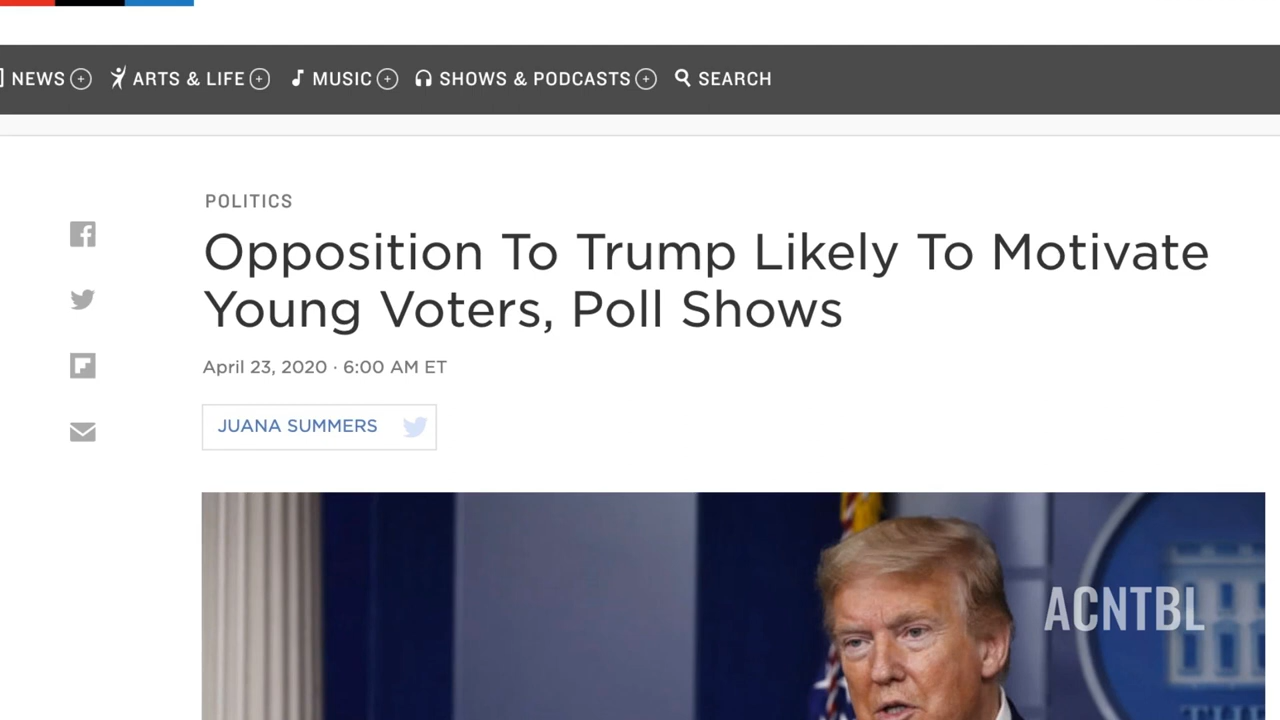 NEWS ARTS & LIFE MUSIC SHOWS & PODCASTS SEARCH
POLITICS
Opposition To Trump Likely To Motivate
Young Voters, Poll Shows
April 23, 2020 · 6:00 AM ET
JUANA SUMMERS
ACNTBL
THE